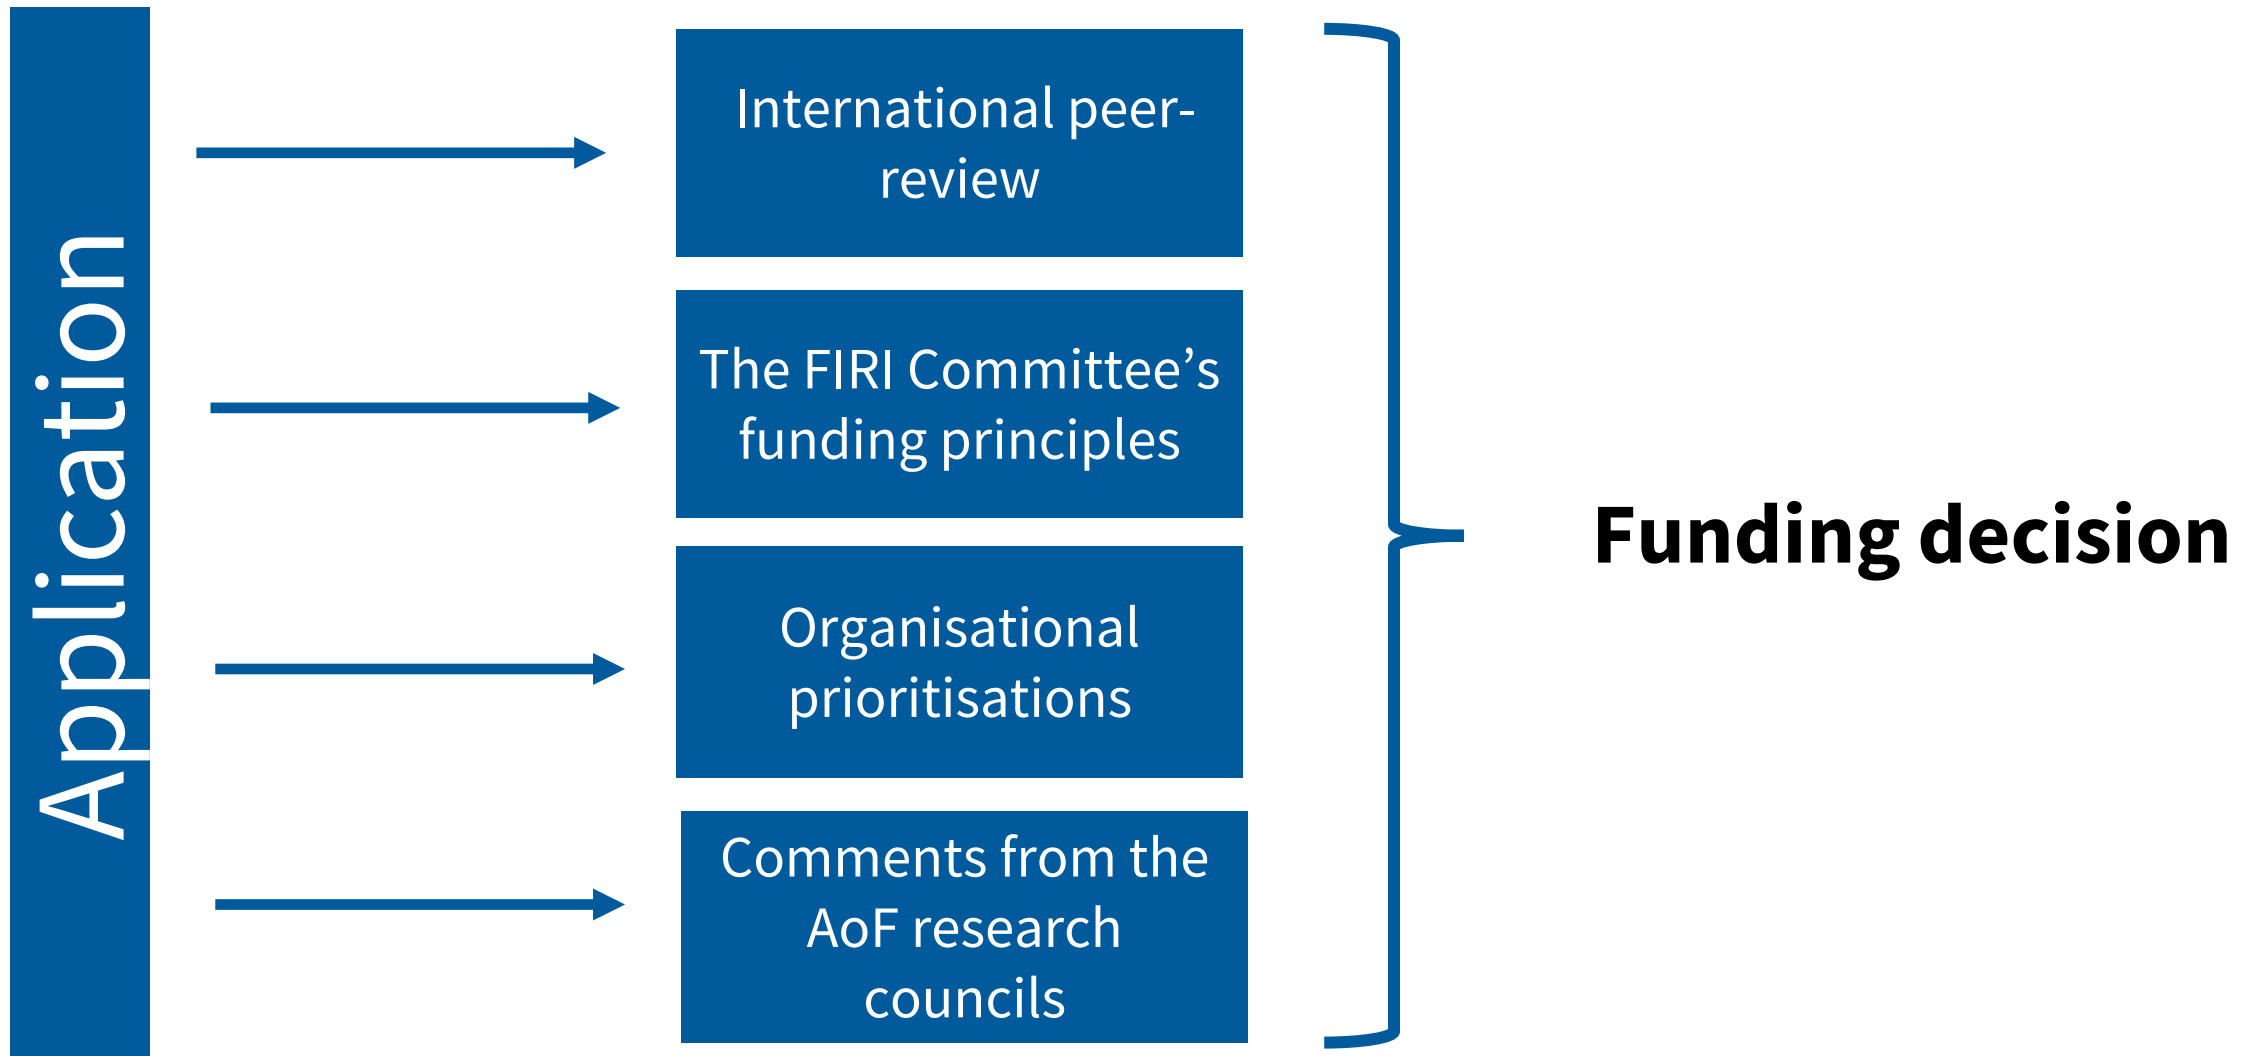 Application
International peer-
review
The FIRI Committee’s
funding principles
Organisational
prioritisations
Comments from the
AoF research
councils
Funding decision